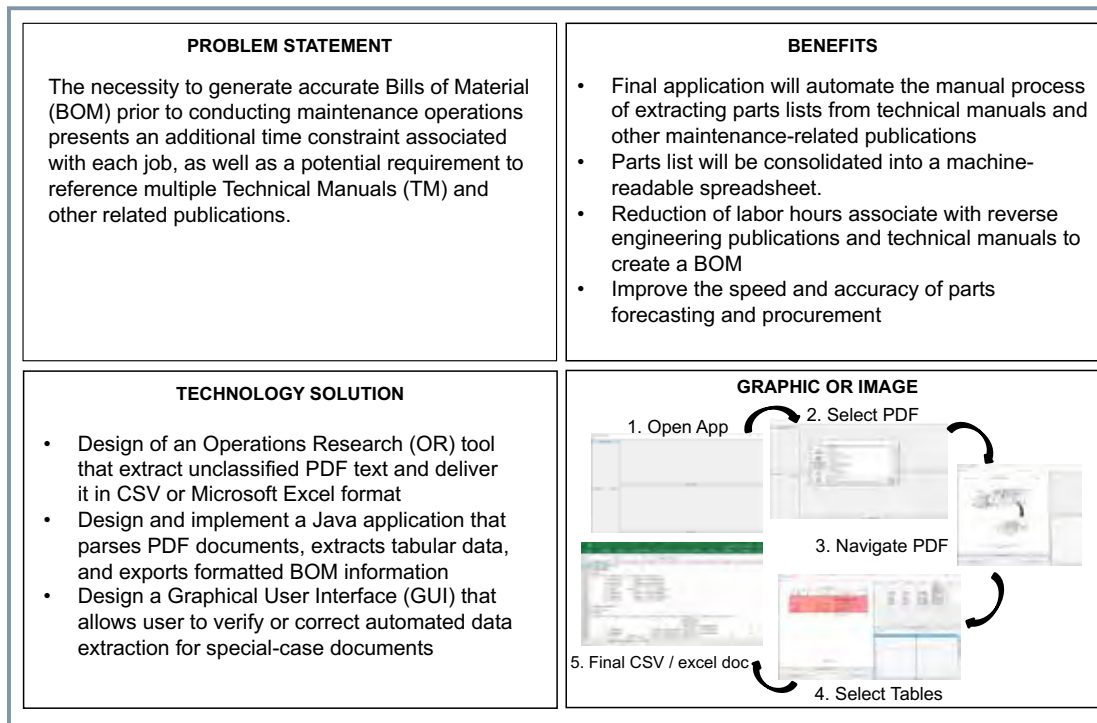 PROBLEM STATEMENT
The necessity to generate accurate Bills of Material
(BOM) prior to conducting maintenance operations
presents an additional time constraint associated
with each job, as well as a potential requirement to
reference multiple Technical Manuals (TM) and
other related publications.
BENEFITS
• Final application will automate the manual process
of extracting parts lists from technical manuals and
other maintenance-related publications
• Parts list will be consolidated into a machine-
readable spreadsheet.
• Reduction of labor hours associate with reverse
engineering publications and technical manuals to
create a BOM
• Improve the speed and accuracy of parts
forecasting and procurement
TECHNOLOGY SOLUTION
• Design of an Operations Research (OR) tool
that extract unclassified PDF text and deliver
it in CSV or Microsoft Excel format
• Design and implement a Java application that
parses PDF documents, extracts tabular data,
and exports formatted BOM information
• Design a Graphical User Interface (GUI) that
allows user to verify or correct automated data
extraction for special-case documents
GRAPHIC OR IMAGE
1. Open App
2. Select PDF
3. Navigate PDF
4. Select Tables
5. Final CSV / excel doc